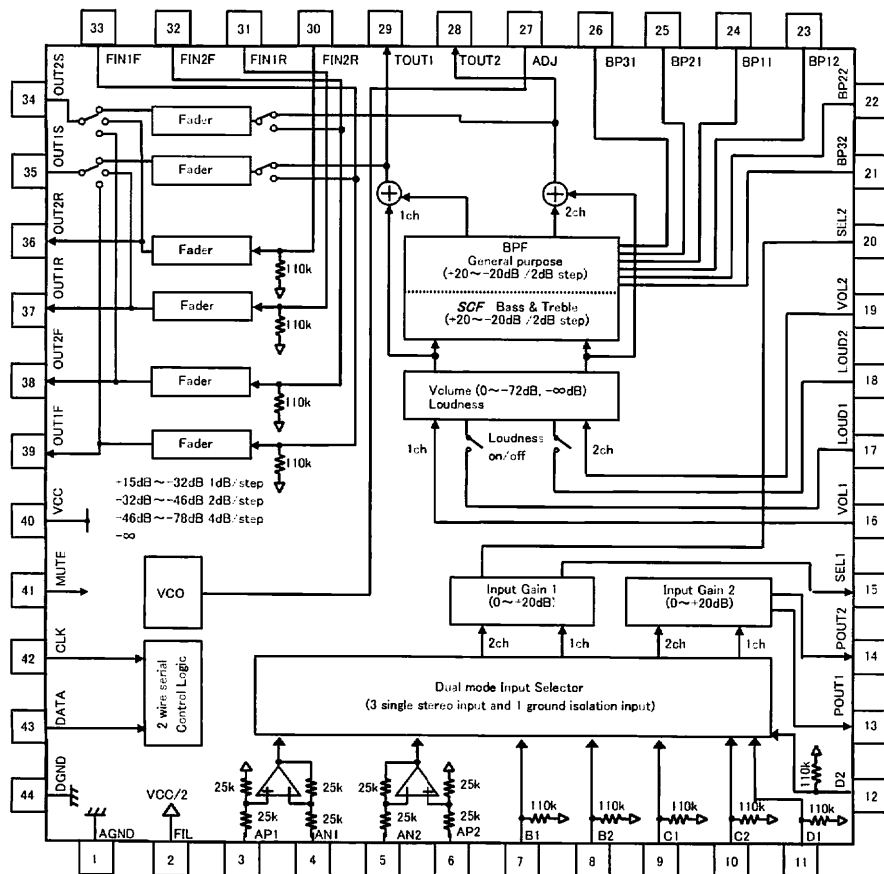 33
32
31
30
29
28
27
26
25
24
23
FIN1F
FIN2F
FIN1R
FIN2R
TOUT1
TOUT2
ADJ
BP31
BP21
BP11
BP12
34
OUT2S
BP22
22
35
OUT1S
BP32
21
36
OUT2R
SEL2
20
37
OUT1R
VOL2
19
38
OUT2F
LOUD2
18
39
OUT1F
LOUD1
17
40
VCC
VOL1
16
41
MUTE
SEL1
15
42
CLK
POUT2
14
43
DATA
POUT1
13
44
DGND
D2
12
Fader
Fader
Fader
110k
Fader
110k
Fader
110k
Fader
110k
+15dB～-32dB 1dB/step
-32dB～-46dB 2dB/step
-46dB～-78dB 4dB/step
-∞
1ch
2ch
BPF
General purpose
(+20～-20dB /2dB step)
SCF Bass & Treble
(+20～-20dB /2dB step)
Volume (0～-72dB, -∞dB)
Loudness
1ch
Loudness
on/off
2ch
VCO
2 wire serial
Control Logic
Input Gain 1
(0～+20dB)
Input Gain 2
(0～+20dB)
2ch
1ch
2ch
1ch
Dual mode Input Selector
(3 single stereo input and 1 ground isolation input)
VCC/2
25k
25k
25k
25k
25k
25k
25k
25k
110k
110k
110k
110k
110k
110k
AGND
FIL
AP1
AN1
AN2
AP2
B1
B2
C1
C2
D1
1
2
3
4
5
6
7
8
9
10
11